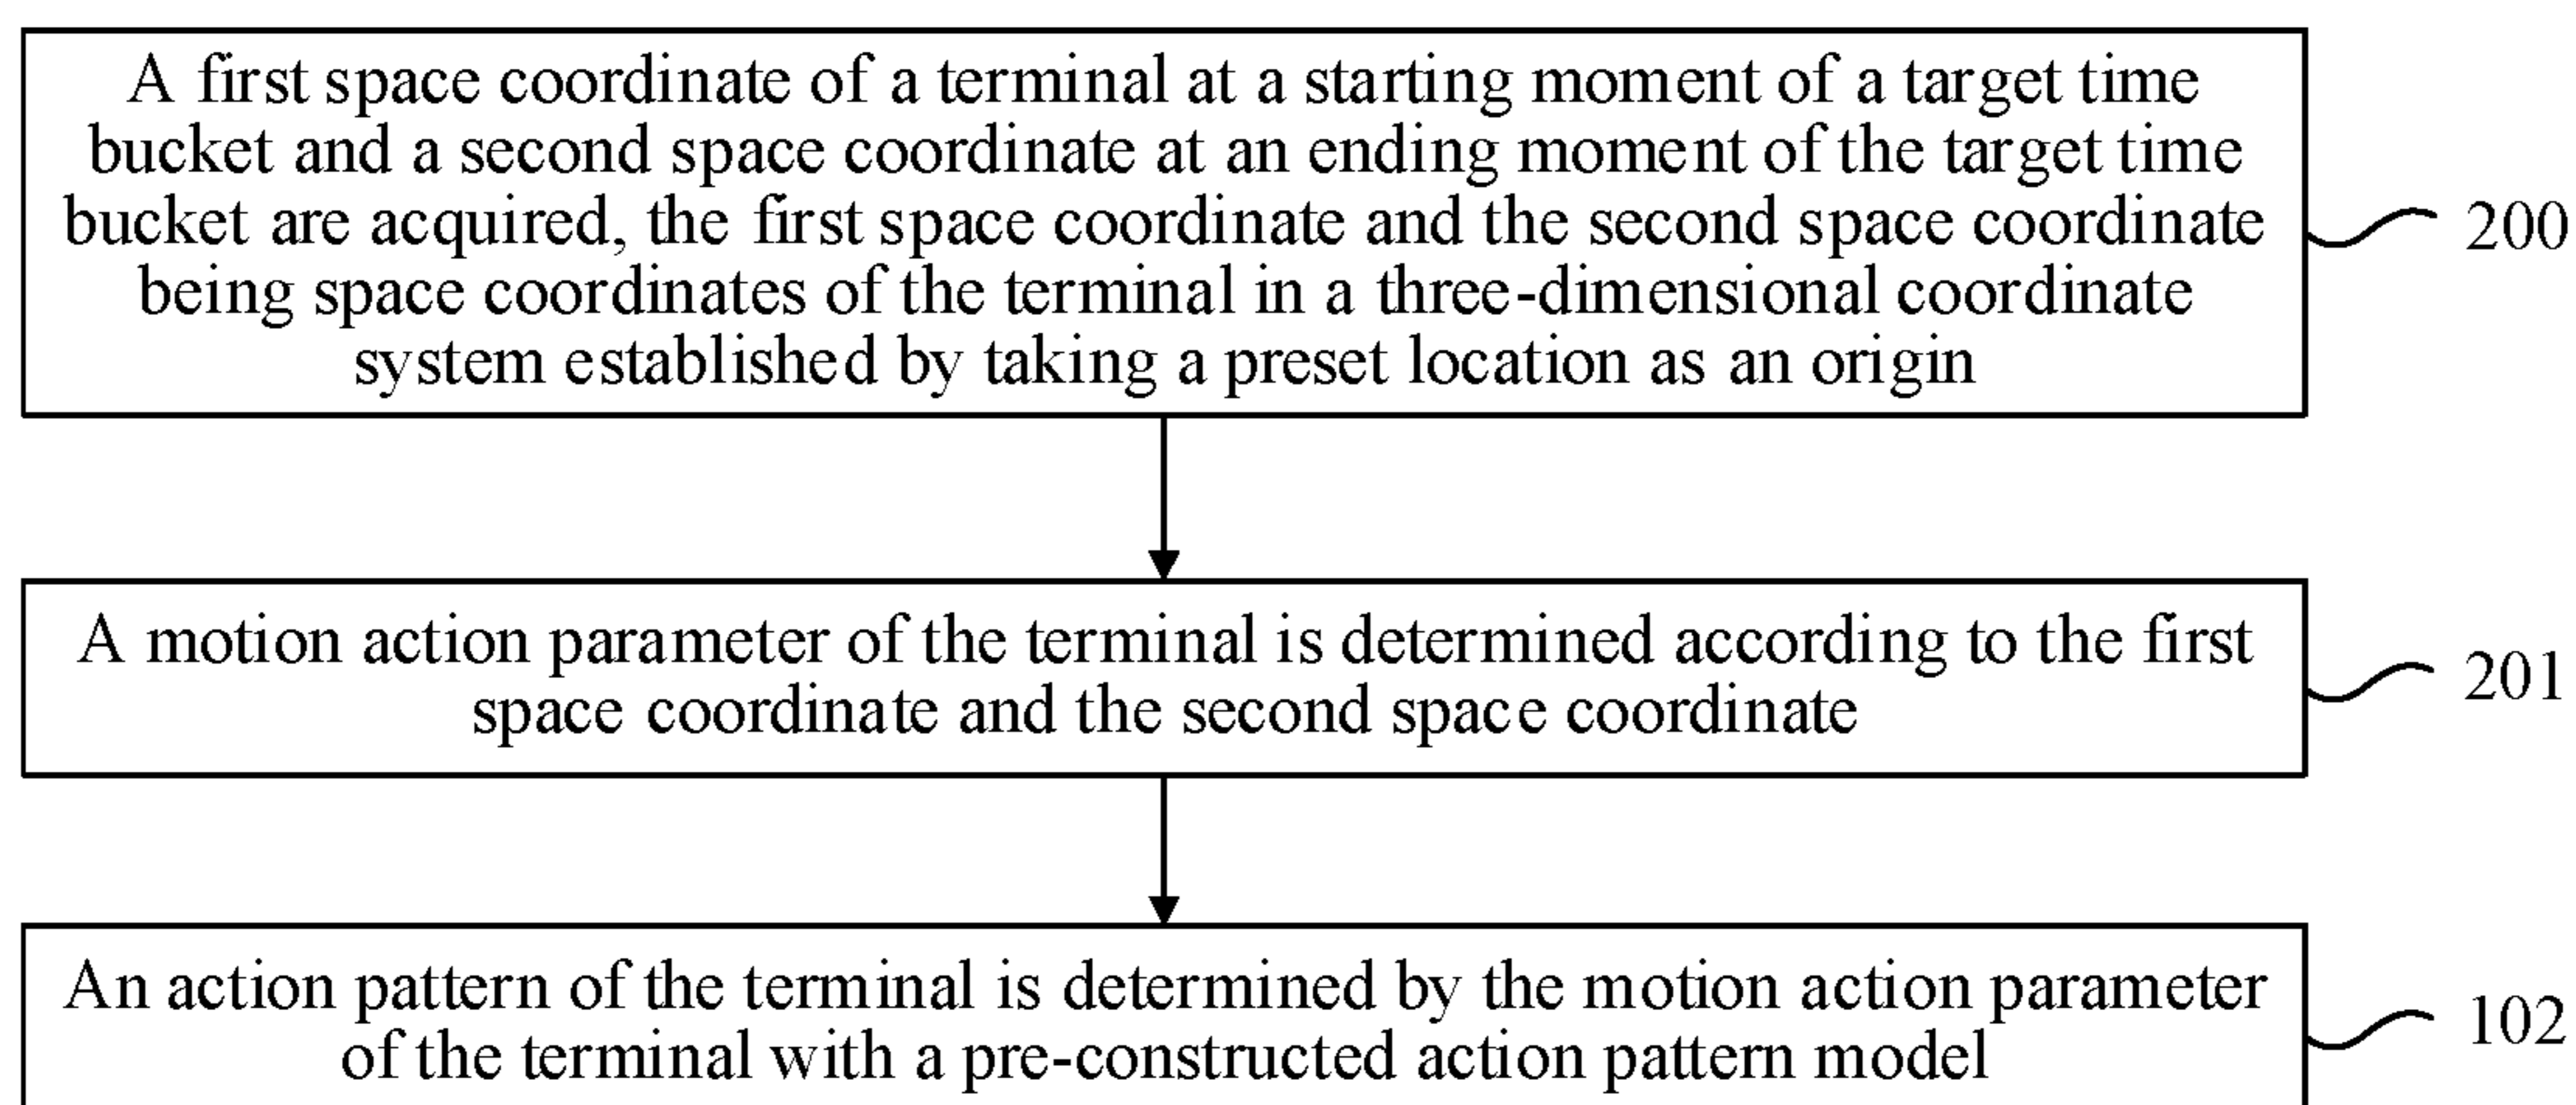 A first space coordinate of a terminal at a starting moment of a target time
bucket and a second space coordinate at an ending moment of the target time
bucket are acquired, the first space coordinate and the second space coordinate
being space coordinates of the terminal in a three-dimensional coordinate
system established by taking a preset location as an origin
200
A motion action parameter of the terminal is determined according to the first
space coordinate and the second space coordinate
201
An action pattern of the terminal is determined by the motion action parameter
of the terminal with a pre-constructed action pattern model
102